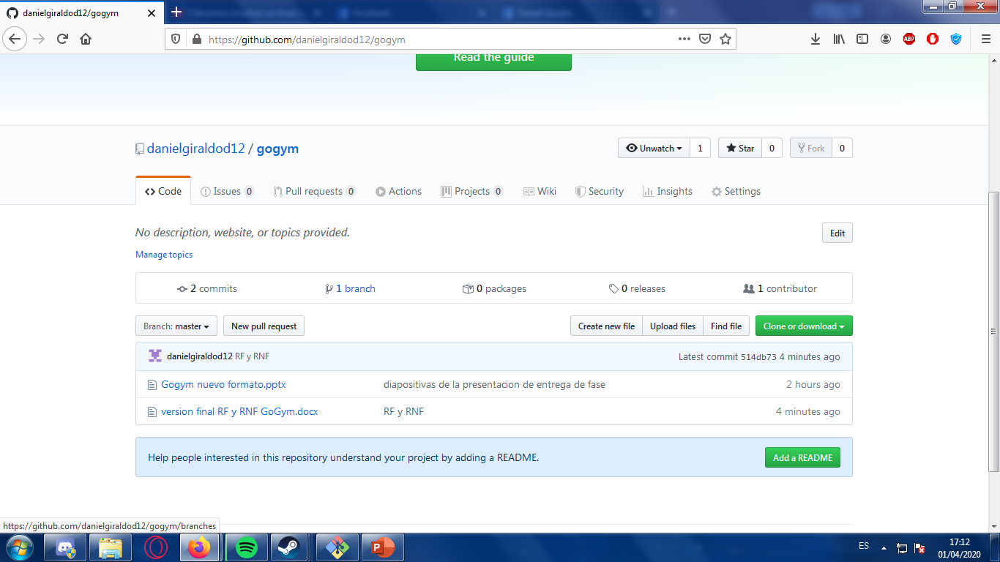 danielgiraldod12/gogym
https://github.com/danielgiraldod12/gogym
ABP
Read the guide
danielgiraldod12 / gogym
Unwatch 1 Star 0 Fork 0
Code Issues 0 Pull requests 0 Actions Projects 0 Wiki Security Insights Settings
No description, website, or topics provided. Edit
Manage topics
2 commits 1 branch 0 packages 0 releases 1 contributor
Branch: master New pull request Create new file Upload files Find file Clone or download
danielgiraldod12 RF y RNF Latest commit 514db73 4 minutes ago
Gogym nuevo formato.pptx diapositivas de la presentacion de entrega de fase 2 hours ago
version final RF y RNF GoGym.docx RF y RNF 4 minutes ago
Help people interested in this repository understand your project by adding a README. Add a README
https://github.com/danielgiraldod12/gogym/branches
ES 17:12
01/04/2020